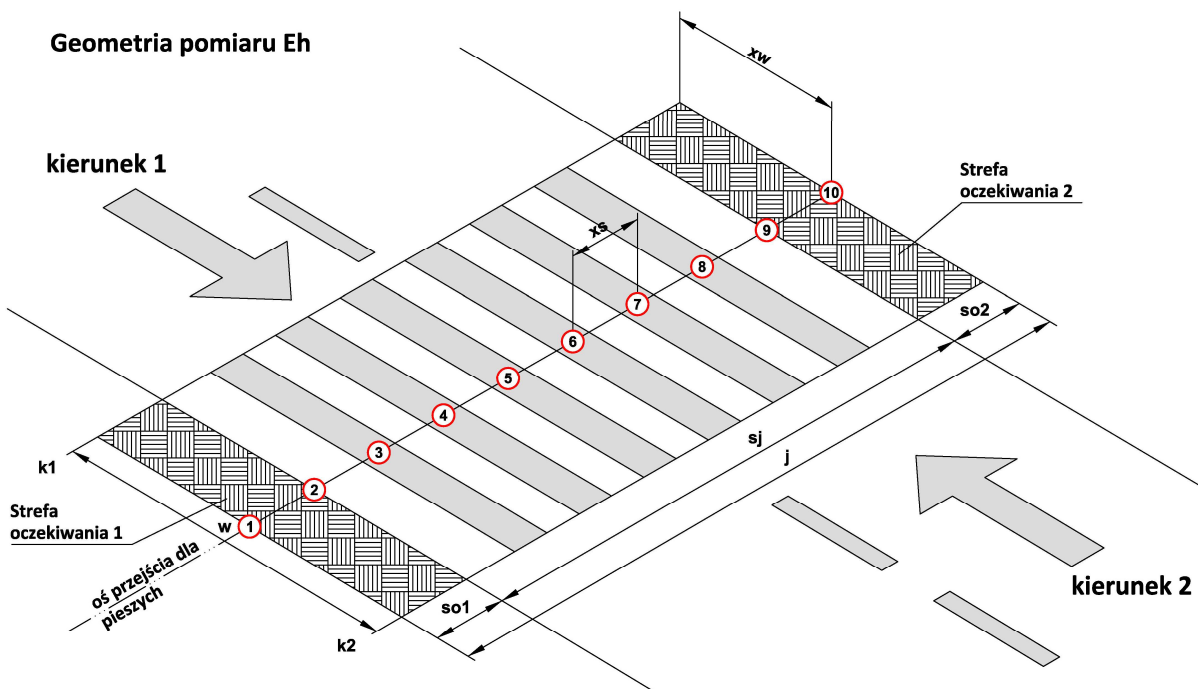 Geometria pomiaru Eh
xw
kierunek 1
Strefa
oczekiwania 2
10
9
xs
8
7
6
5
4
3
2
1
so2
sj
j
k1
Strefa
oczekiwania 1
w
oś przejścia dla
pieszych
so1
k2
kierunek 2